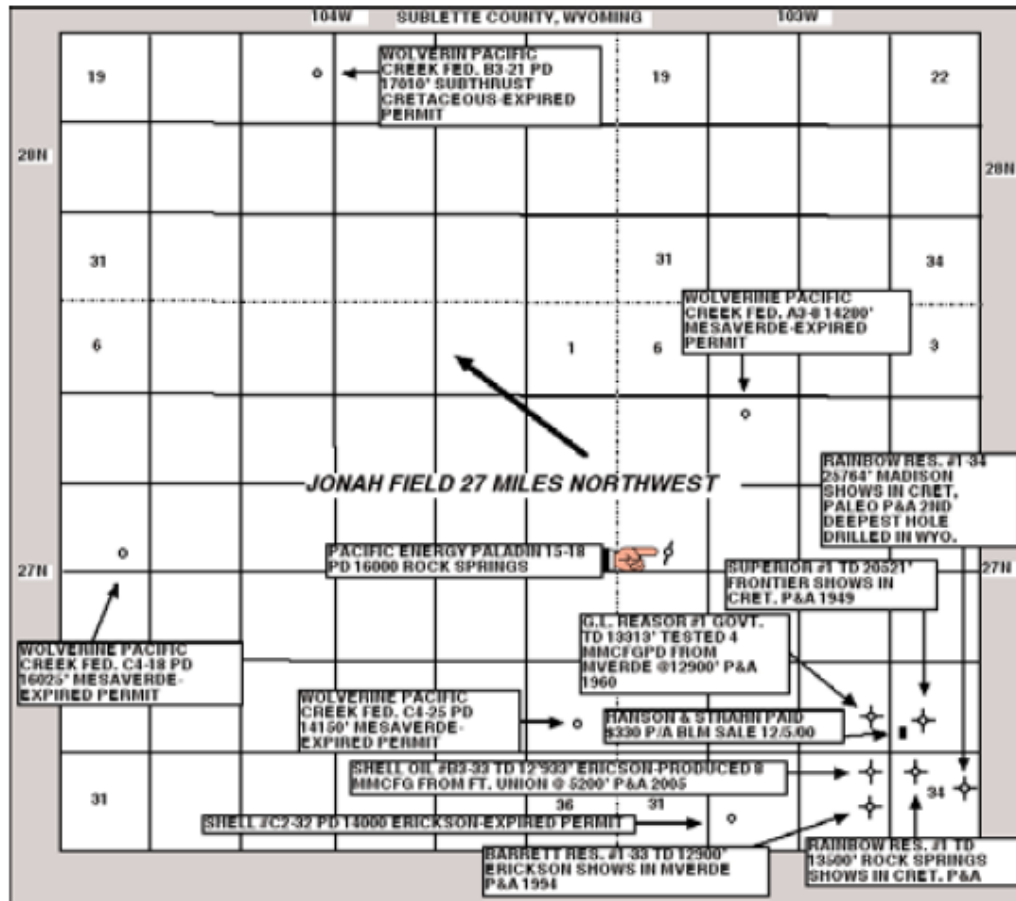 104W SUBLETTE COUNTY, WYOMING 103W
WOLVERIN PACIFIC
CREEK FED. B3-21 PD
17010' SUBTHRUST
CRETACEOUS-EXPIRED
PERMIT
19
19
22
28N
28N
31
31
34
WOLVERINE PACIFIC
CREEK FED. A3-8 14280'
MESAVERDE-EXPIRED
PERMIT
6
1
6
3
JONAH FIELD 27 MILES NORTHWEST
RAINBOW RES. #1-34
25764' MADISON
SHOWS IN CRET,
PALEO P&A 2ND
DEEPEST HOLE
DRILLED IN WYO.
PACIFIC ENERGY PALADIN 15-18
PD 16000 ROCK SPRINGS
27N
27N
SUPERIOR #1 TD 20521'
FRONTIER SHOWS IN
CRET. P&A 1949
G.L. REASOR #1 GOVT.
TD 13313' TESTED 4
MMCFGPD FROM
MVERDE @12900' P&A
1960
WOLVERINE PACIFIC
CREEK FED. C4-18 PD
16025' MESAVERDE-
EXPIRED PERMIT
WOLVERINE PACIFIC
CREEK FED. C4-25 PD
14150' MESAVERDE-
EXPIRED PERMIT
RANSON & STRAHN PAID
$330 P/A BLM SALE 12/5/00
SHELL OIL #B3-33 TD 12'933' ERICSON-PRODUCED 8
MMCFG FROM FT. UNION @ 5200' P&A 2005
31
36
31
34
SHELL #C2-32 PD 14000 ERICKSON-EXPIRED PERMIT
BARRETT RES. #1-33 TD 12900'
ERICKSON SHOWS IN MVERDE
P&A 1994
RAINBOW RES. #1 TD
13500' ROCK SPRINGS
SHOWS IN CRET. P&A